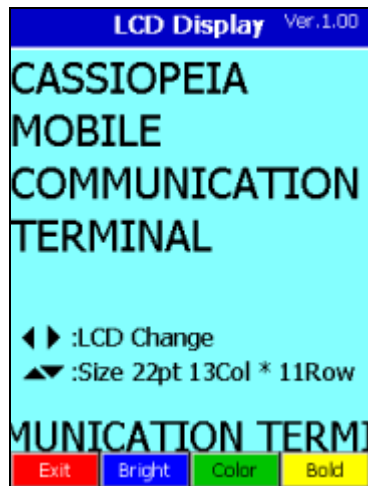 LCD Display Ver.1.00
CASSIOPEIA
MOBILE
COMMUNICATION
TERMINAL
:LCD Change
:Size 22pt 13Col * 11Row
MUNICATION TERMI
Exit Bright Color Bold